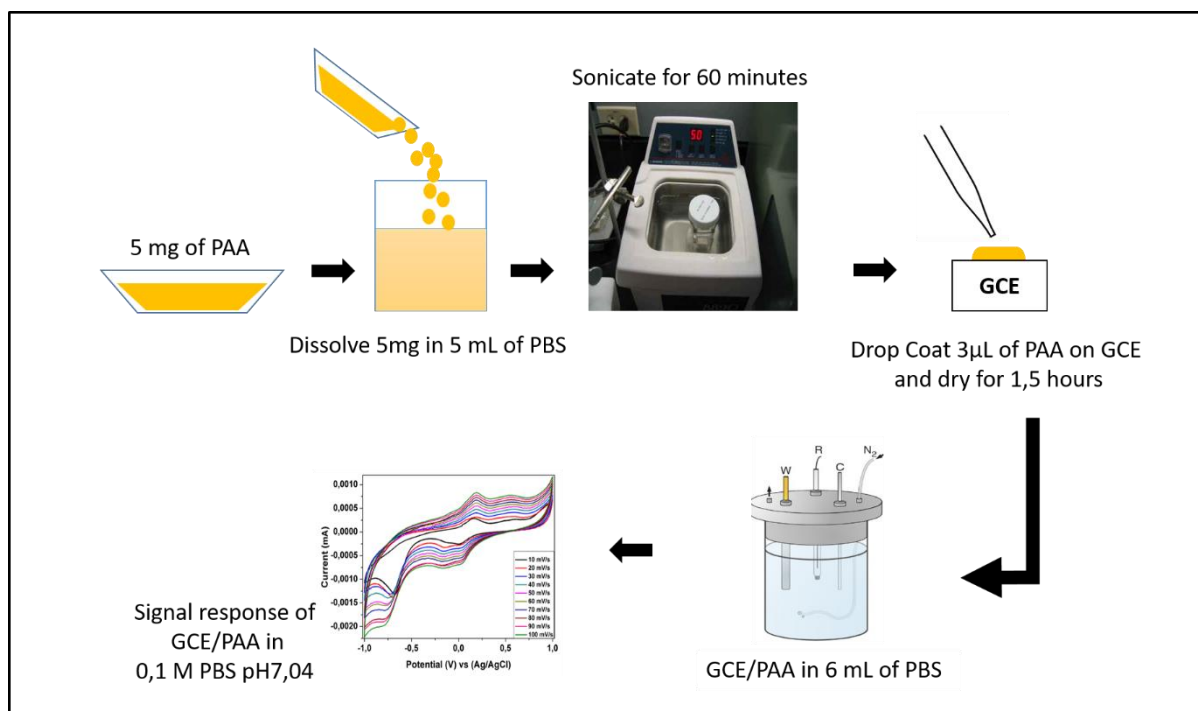 5 mg of PAA
Dissolve 5mg in 5 mL of PBS
Sonicate for 60 minutes
50
GCE
Drop Coat 3µL of PAA on GCE
and dry for 1,5 hours
W
R
C
N₂
GCE/PAA in 6 mL of PBS
Current (mA)
0,0010
0,0005
0,0000
-0,0005
-0,0010
-0,0015
-0,0020
10 mV/s
20 mV/s
30 mV/s
40 mV/s
50 mV/s
60 mV/s
70 mV/s
80 mV/s
90 mV/s
100 mV/s
-1,0
-0,5
0,0
0,5
1,0
Potential (V) vs (Ag/AgCl)
Signal response of
GCE/PAA in
0,1 M PBS pH7,04